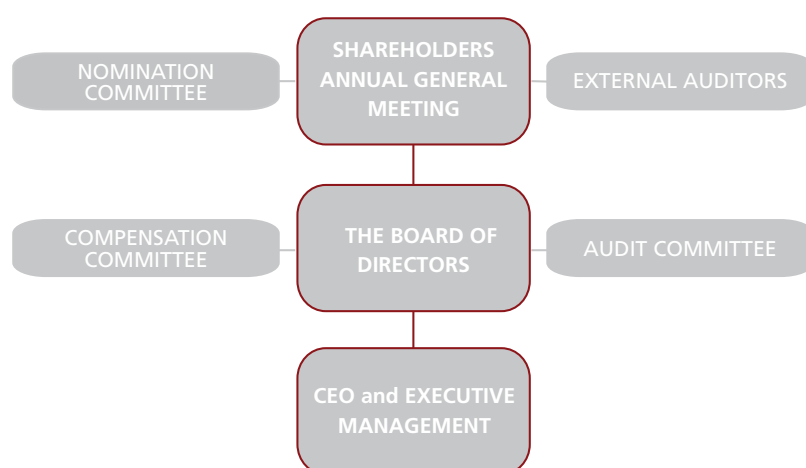 NOMINATION
COMMITTEE
SHAREHOLDERS
ANNUAL GENERAL
MEETING
EXTERNAL AUDITORS
COMPENSATION
COMMITTEE
THE BOARD OF
DIRECTORS
AUDIT COMMITTEE
CEO and EXECUTIVE
MANAGEMENT